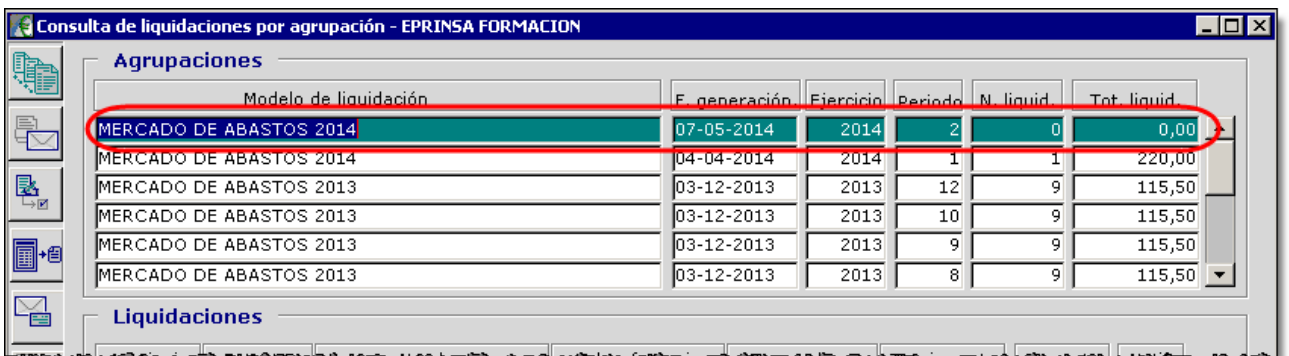 Consulta de liquidaciones por agrupación - EPRINSA FORMACION
Agrupaciones
Modelo de liquidación F. generación. Ejercicio Periodo N. liquid. Tot. liquid.
MERCADO DE ABASTOS 2014 07-05-2014 2014 2 0 0,00
MERCADO DE ABASTOS 2014 04-04-2014 2014 1 1 220,00
MERCADO DE ABASTOS 2013 03-12-2013 2013 12 9 115,50
MERCADO DE ABASTOS 2013 03-12-2013 2013 10 9 115,50
MERCADO DE ABASTOS 2013 03-12-2013 2013 9 9 115,50
MERCADO DE ABASTOS 2013 03-12-2013 2013 8 9 115,50
Liquidaciones